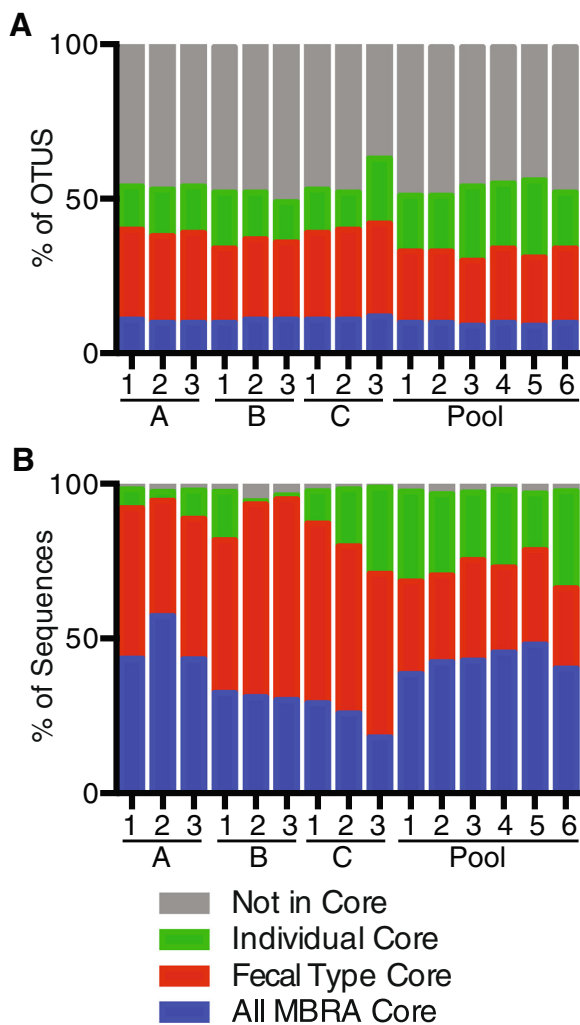 A
100
50
0
% of OTUS
1 2 3 1 2 3 1 2 3 1 2 3 4 5 6
A B C Pool
B
100
50
0
% of Sequences
1 2 3 1 2 3 1 2 3 1 2 3 4 5 6
A B C Pool
Not in Core
Individual Core
Fecal Type Core
All MBRA Core